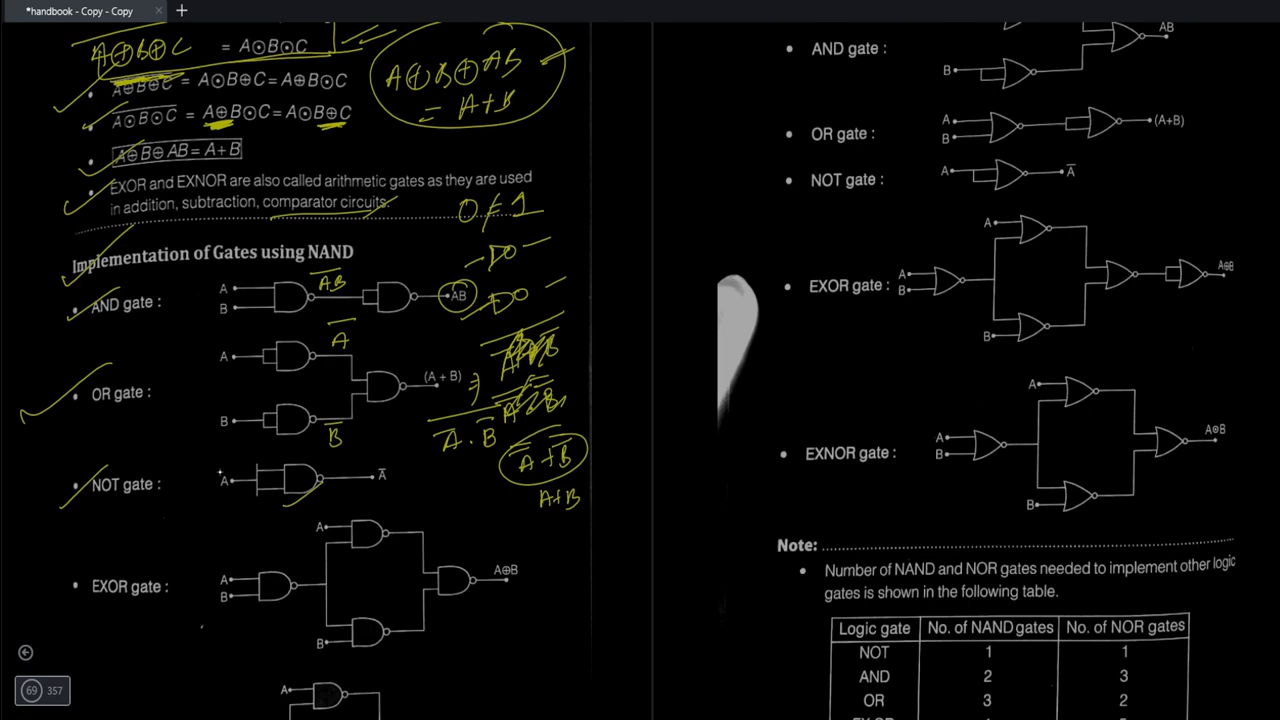 *handbook - Copy - Copy
A⊕B⊕C = A⊙B⊙C
A⊕B⊕AB
= A+B
• A⊕B⊕C = A⊙B⊕C = A⊕B⊙C
• A⊙B⊙C = A⊕B⊙C = A⊙B⊕C
• A⊕B⊕AB = A+B
• EXOR and EXNOR are also called arithmetic gates as they are used
in addition, subtraction, comparator circuits.
0 ≠ 1
Implementation of Gates using NAND
• AND gate :
A
B
A̅B̅
AB
• OR gate :
A
A̅
B
B̅
(A + B)
A̅ . B̅
A̅ + B̅
A+B
• NOT gate :
A
A̅
• EXOR gate :
A
A
B
B
A⊕B
A
69 357
• AND gate :
B
AB
• OR gate :
A
B
(A+B)
• NOT gate :
A
A̅
• EXOR gate :
A
A
B
B
A⊕B
• EXNOR gate :
A
A
B
B
A⊗B
Note:
• Number of NAND and NOR gates needed to implement other logic
gates is shown in the following table.
Logic gate No. of NAND gates No. of NOR gates
NOT 1 1
AND 2 3
OR 3 2